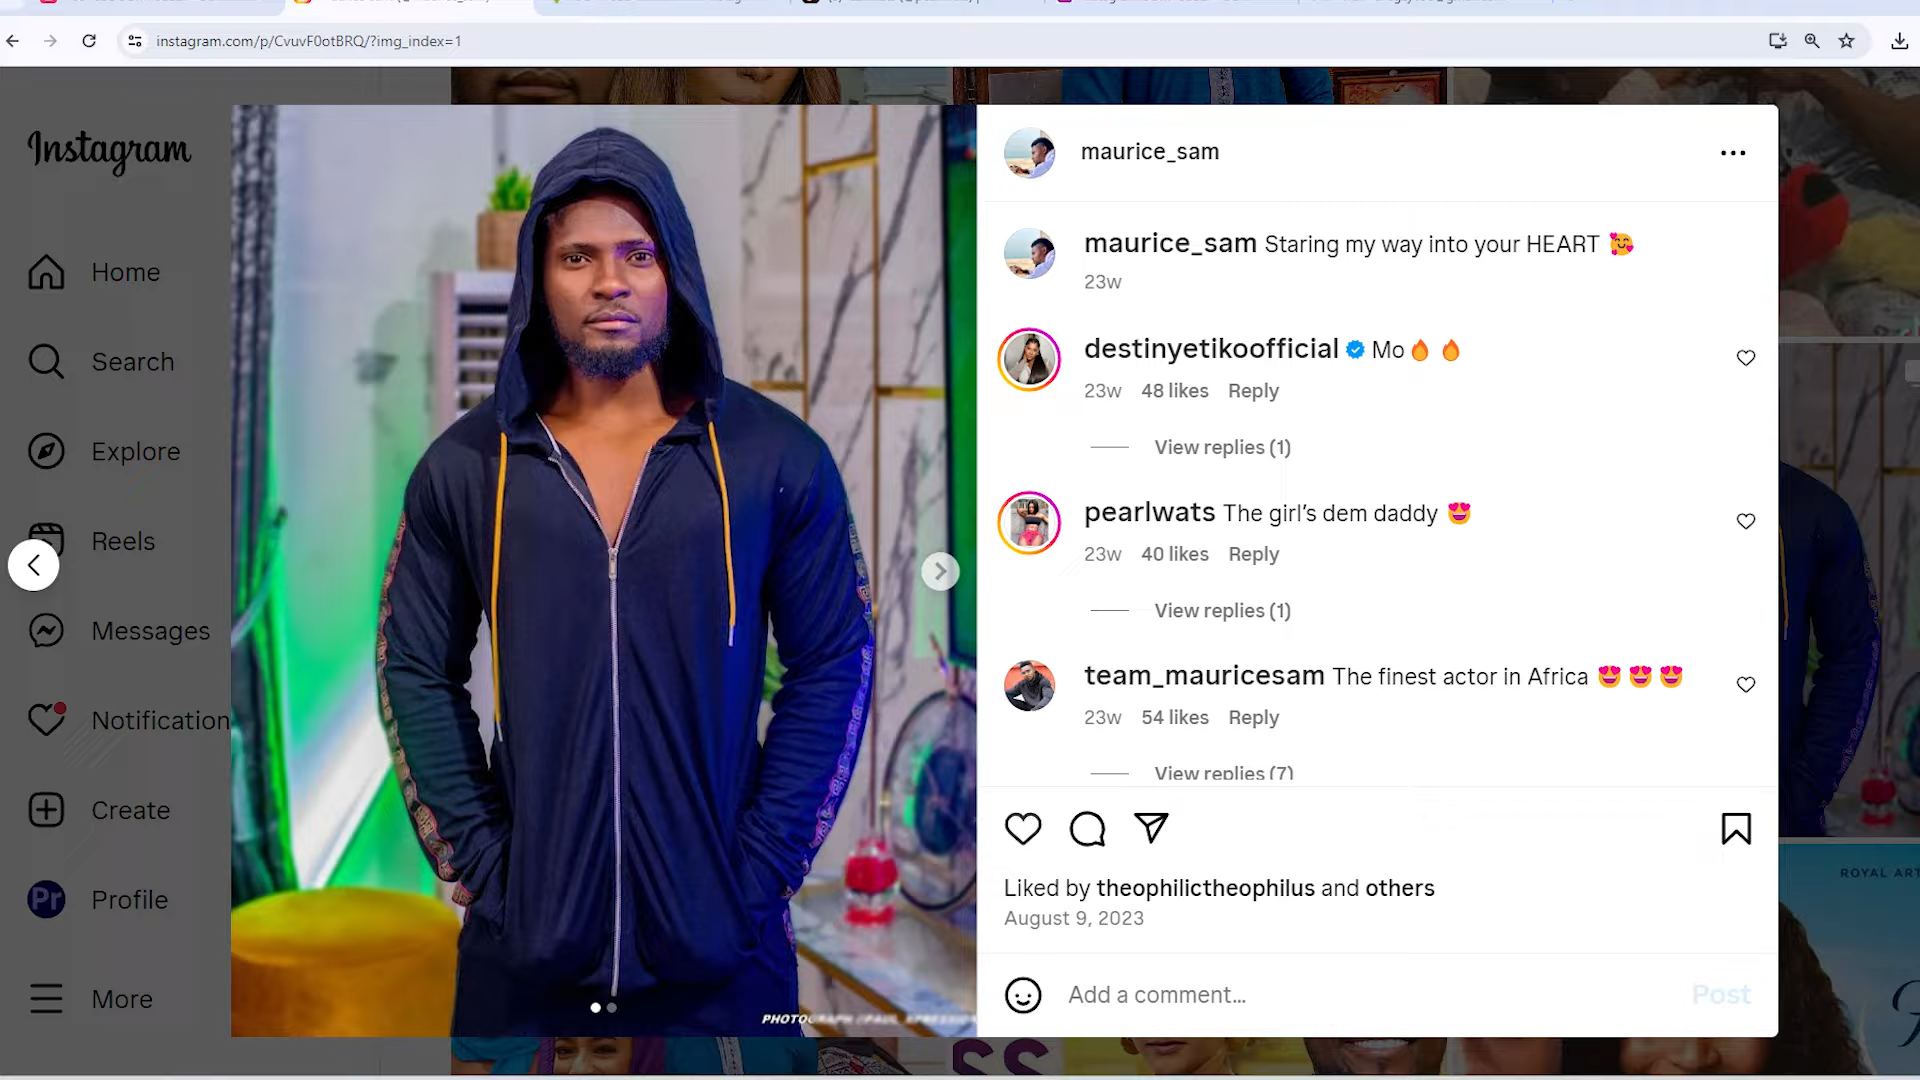 instagram.com/p/CvuvF0otBRQ/?img_index=1
Instagram
Home
Search
Explore
Reels
Messages
Notification
Create
Profile
More
maurice_sam
maurice_sam Staring my way into your HEART 🥰
23w
destinyetikoofficial Mo🔥 🔥
23w 48 likes Reply
View replies (1)
pearlwats The girl’s dem daddy 😍
23w 40 likes Reply
View replies (1)
team_mauricesam The finest actor in Africa 😍 😍 😍
23w 54 likes Reply
View replies (7)
Liked by theophilictheophilus and others
August 9, 2023
Add a comment...
Post
Pr
ROYAL